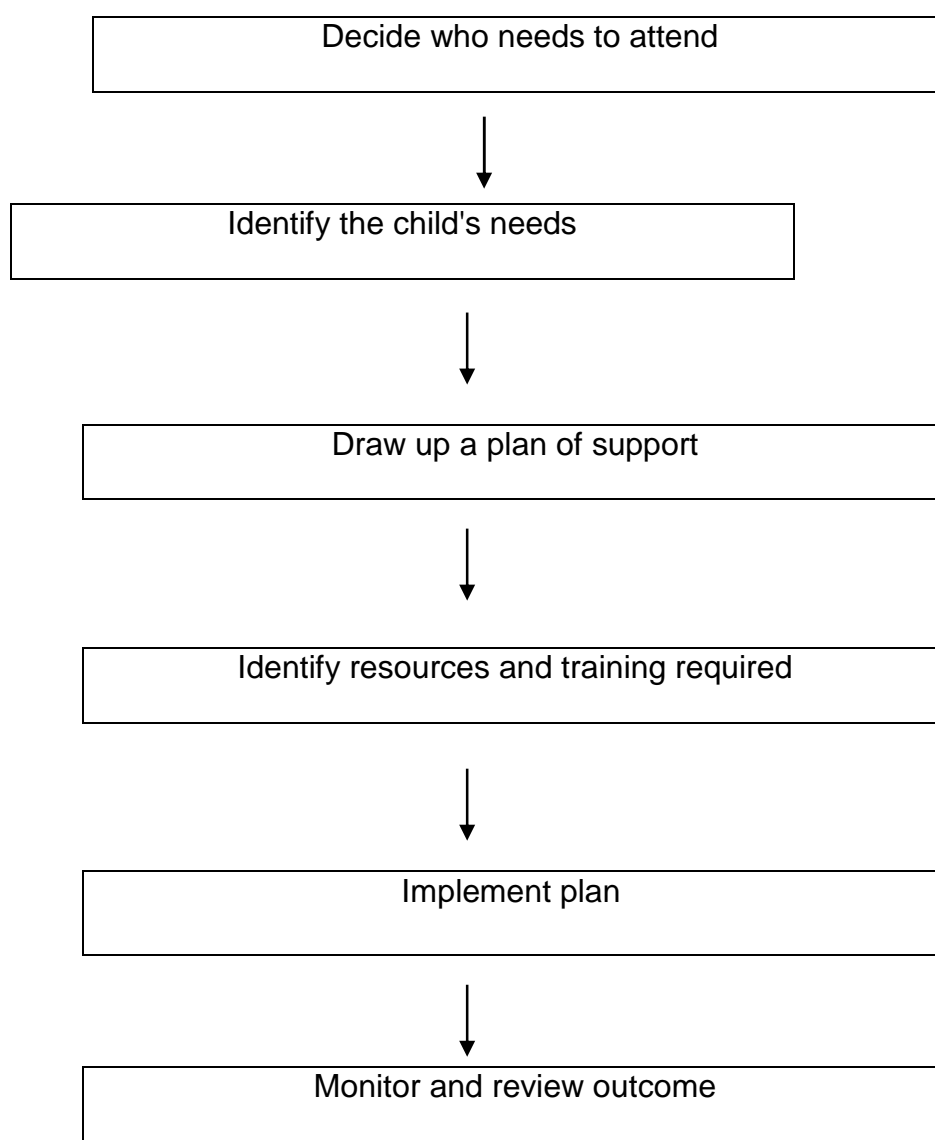 Decide who needs to attend
Identify the child's needs
Draw up a plan of support
Identify resources and training required
Implement plan
Monitor and review outcome